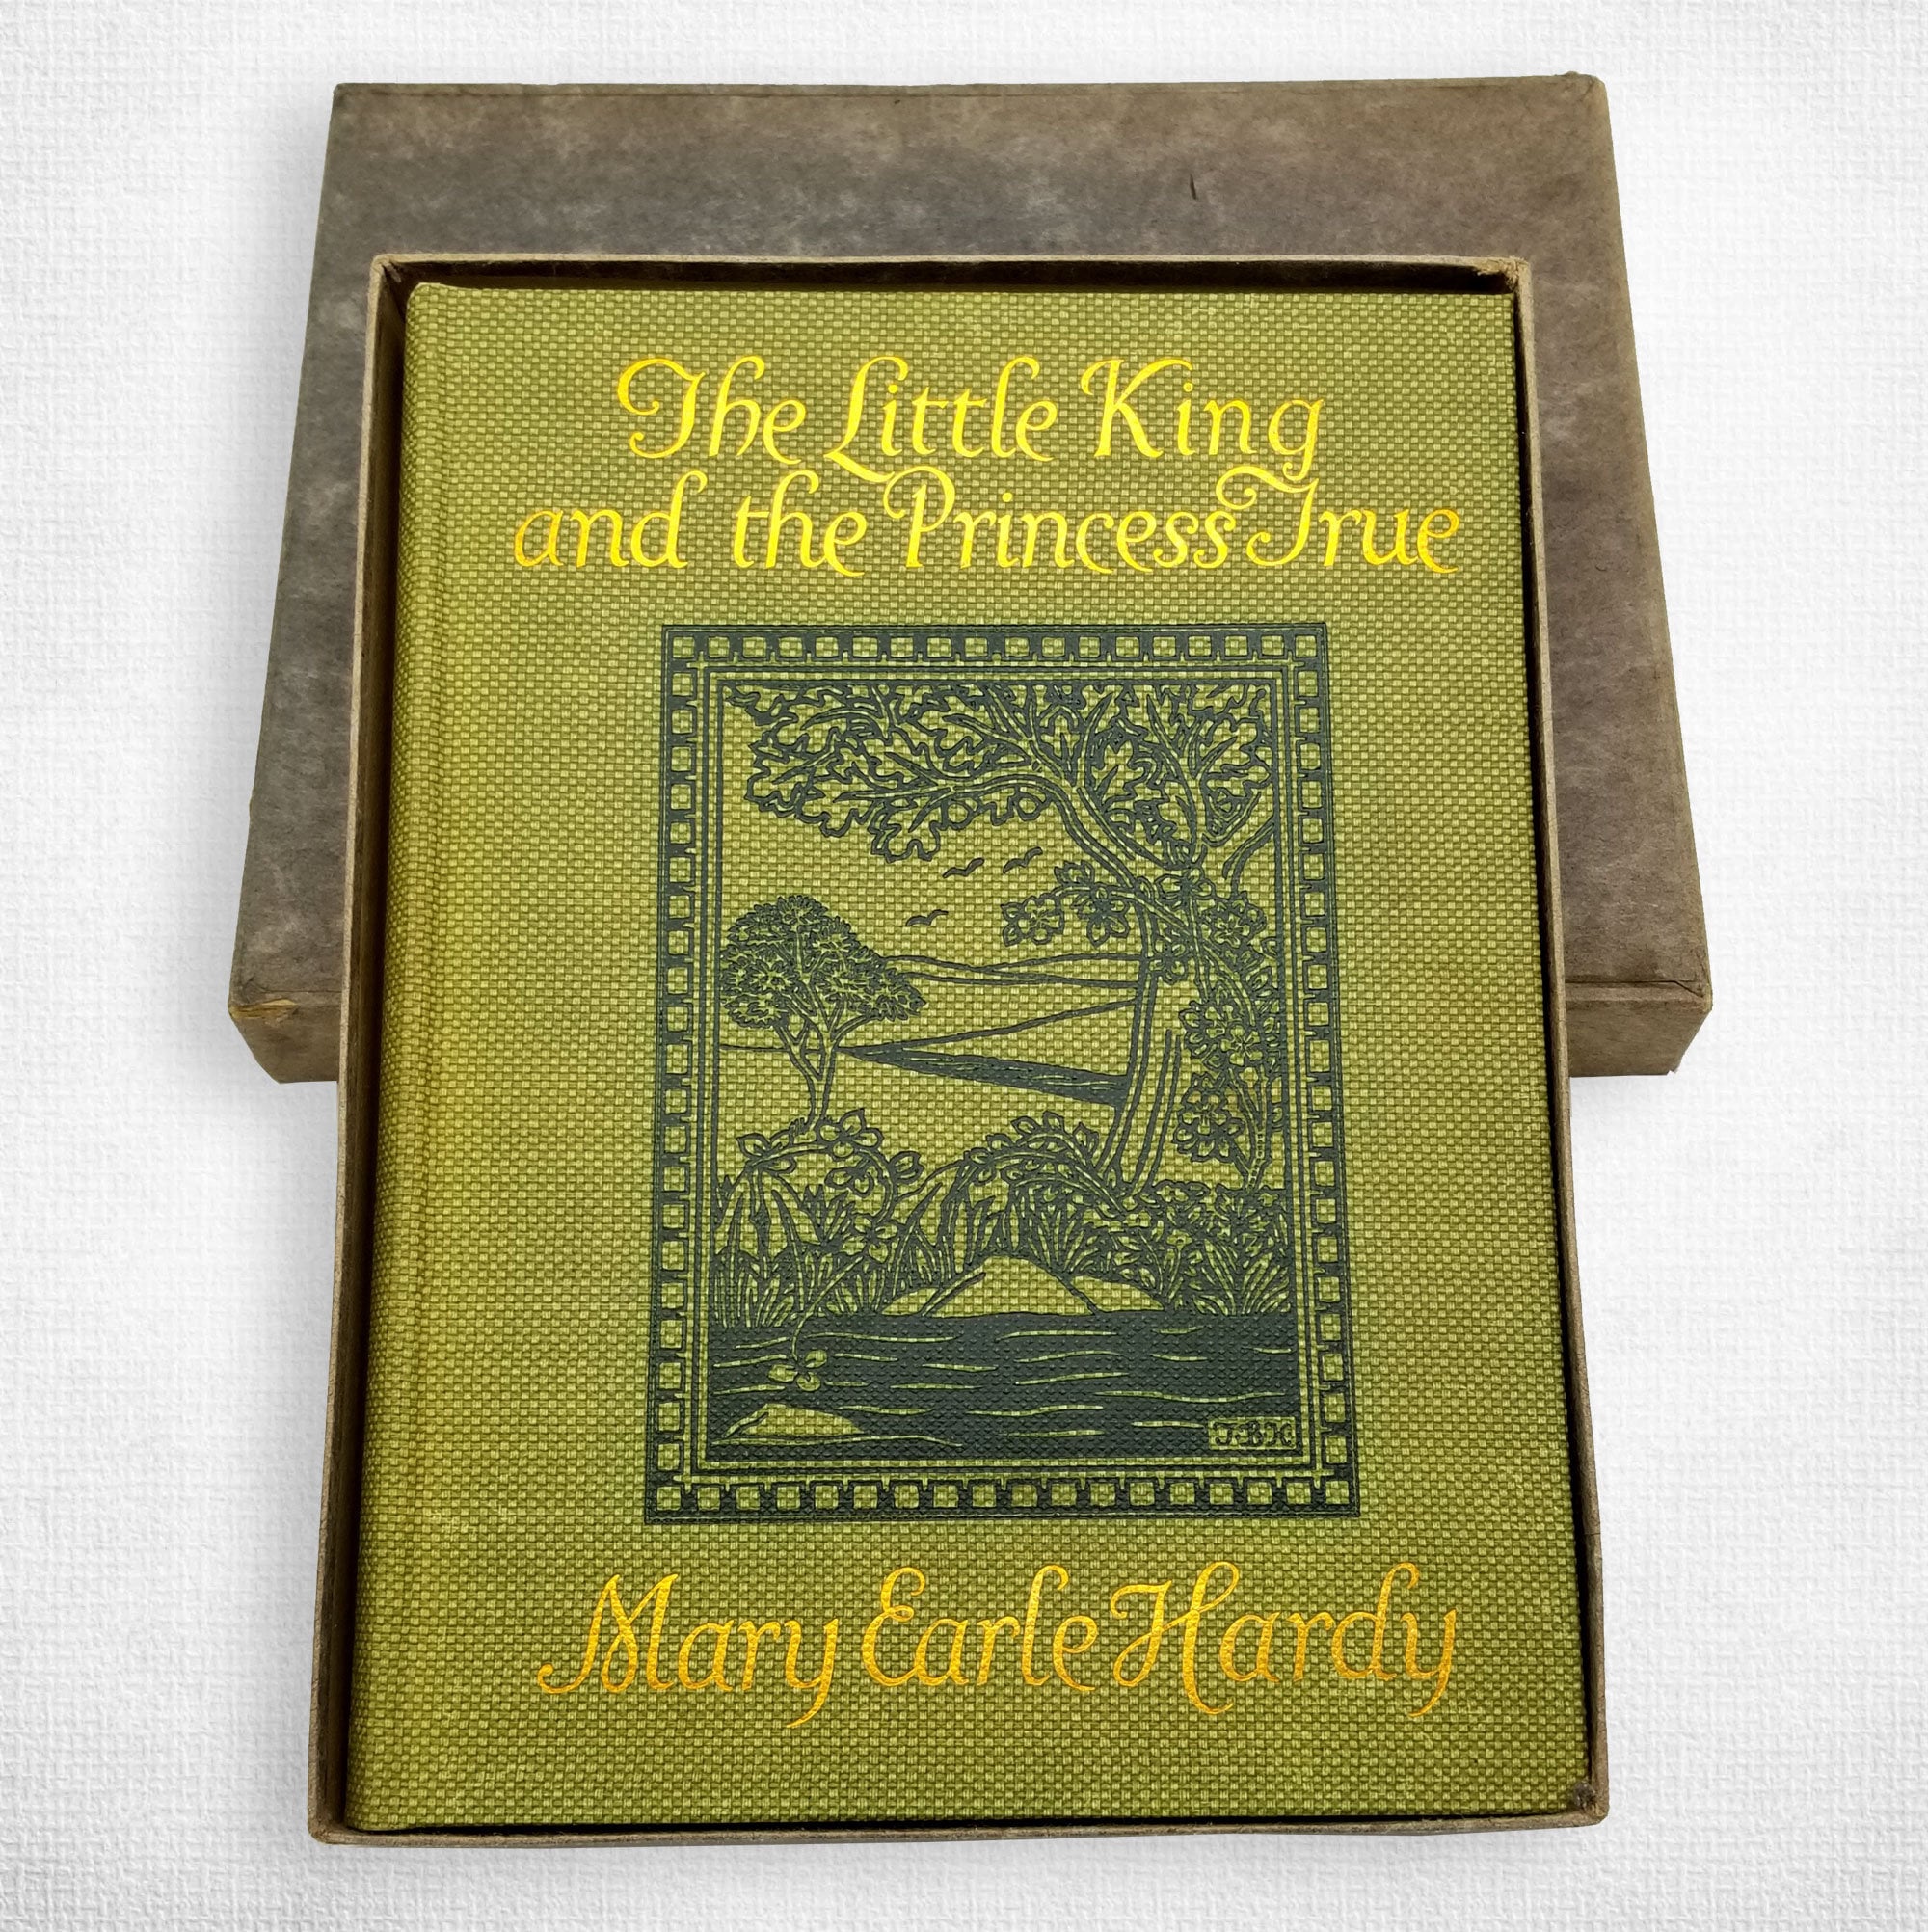 The Little King
and the Princess True
T·B·H
Mary Earle Hardy